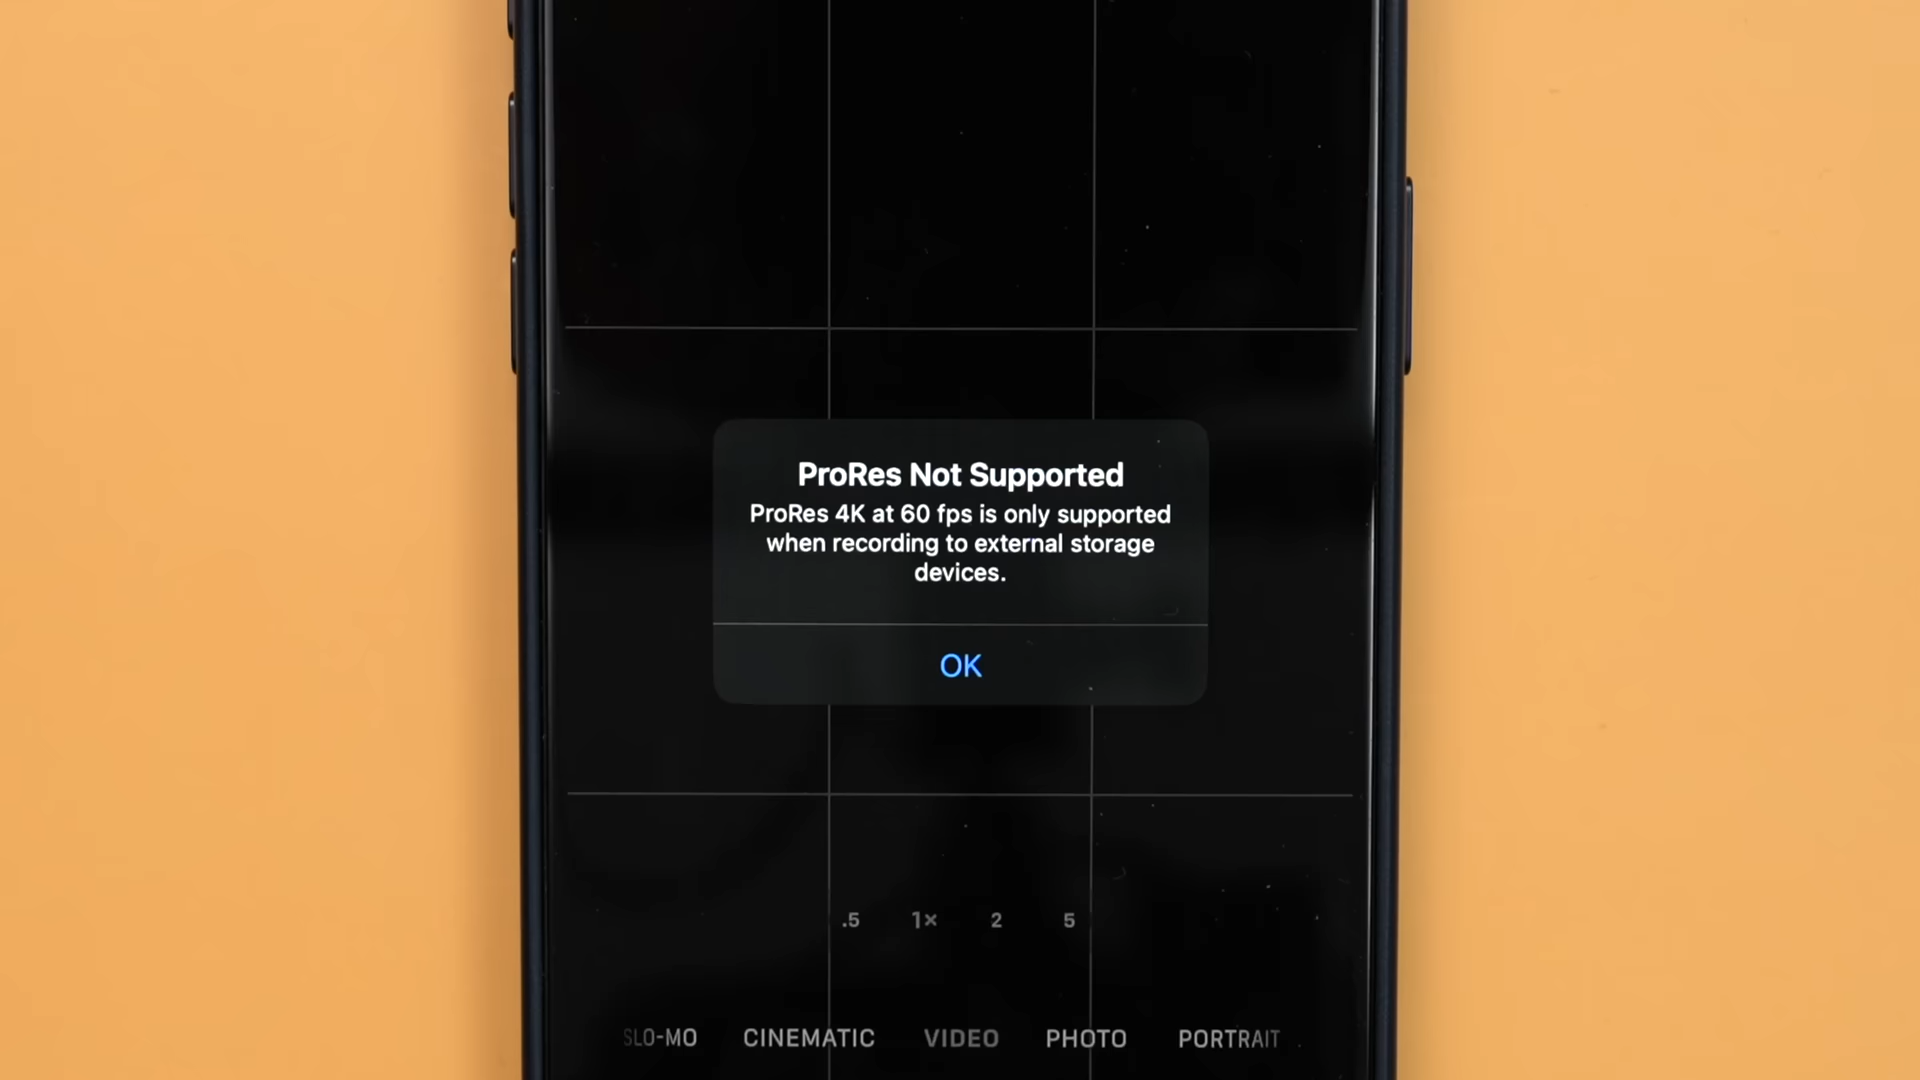 ProRes Not Supported
ProRes 4K at 60 fps is only supported
when recording to external storage
devices.
OK
.5 1× 2 5
SLO-MO CINEMATIC VIDEO PHOTO PORTRAIT